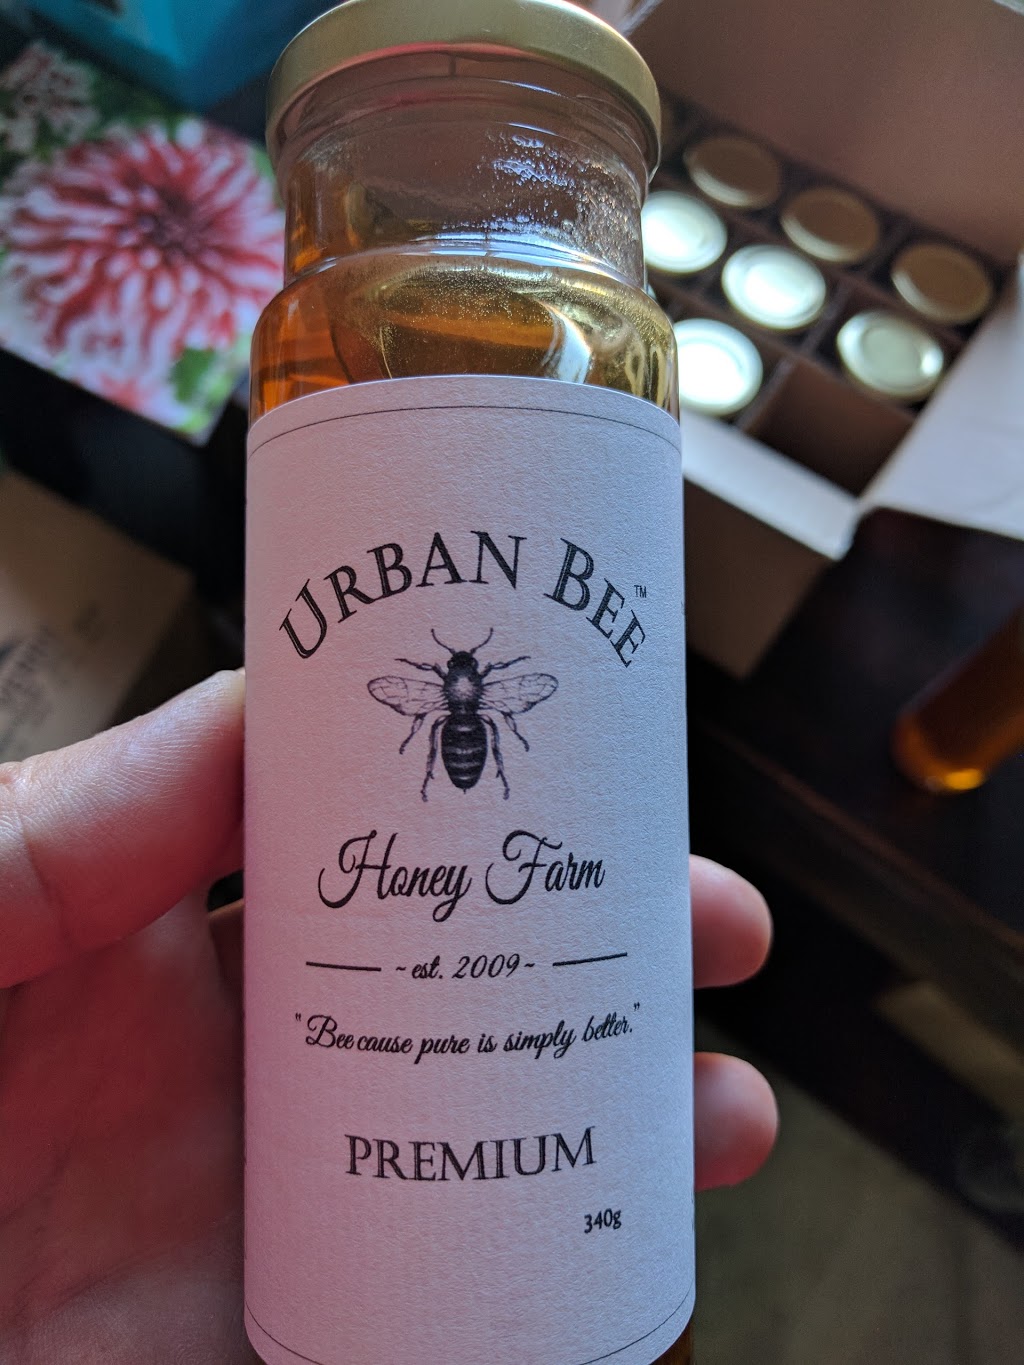 URBAN BEE™
Honey Farm
~est. 2009~
"Bee cause pure is simply better."
PREMIUM
340g